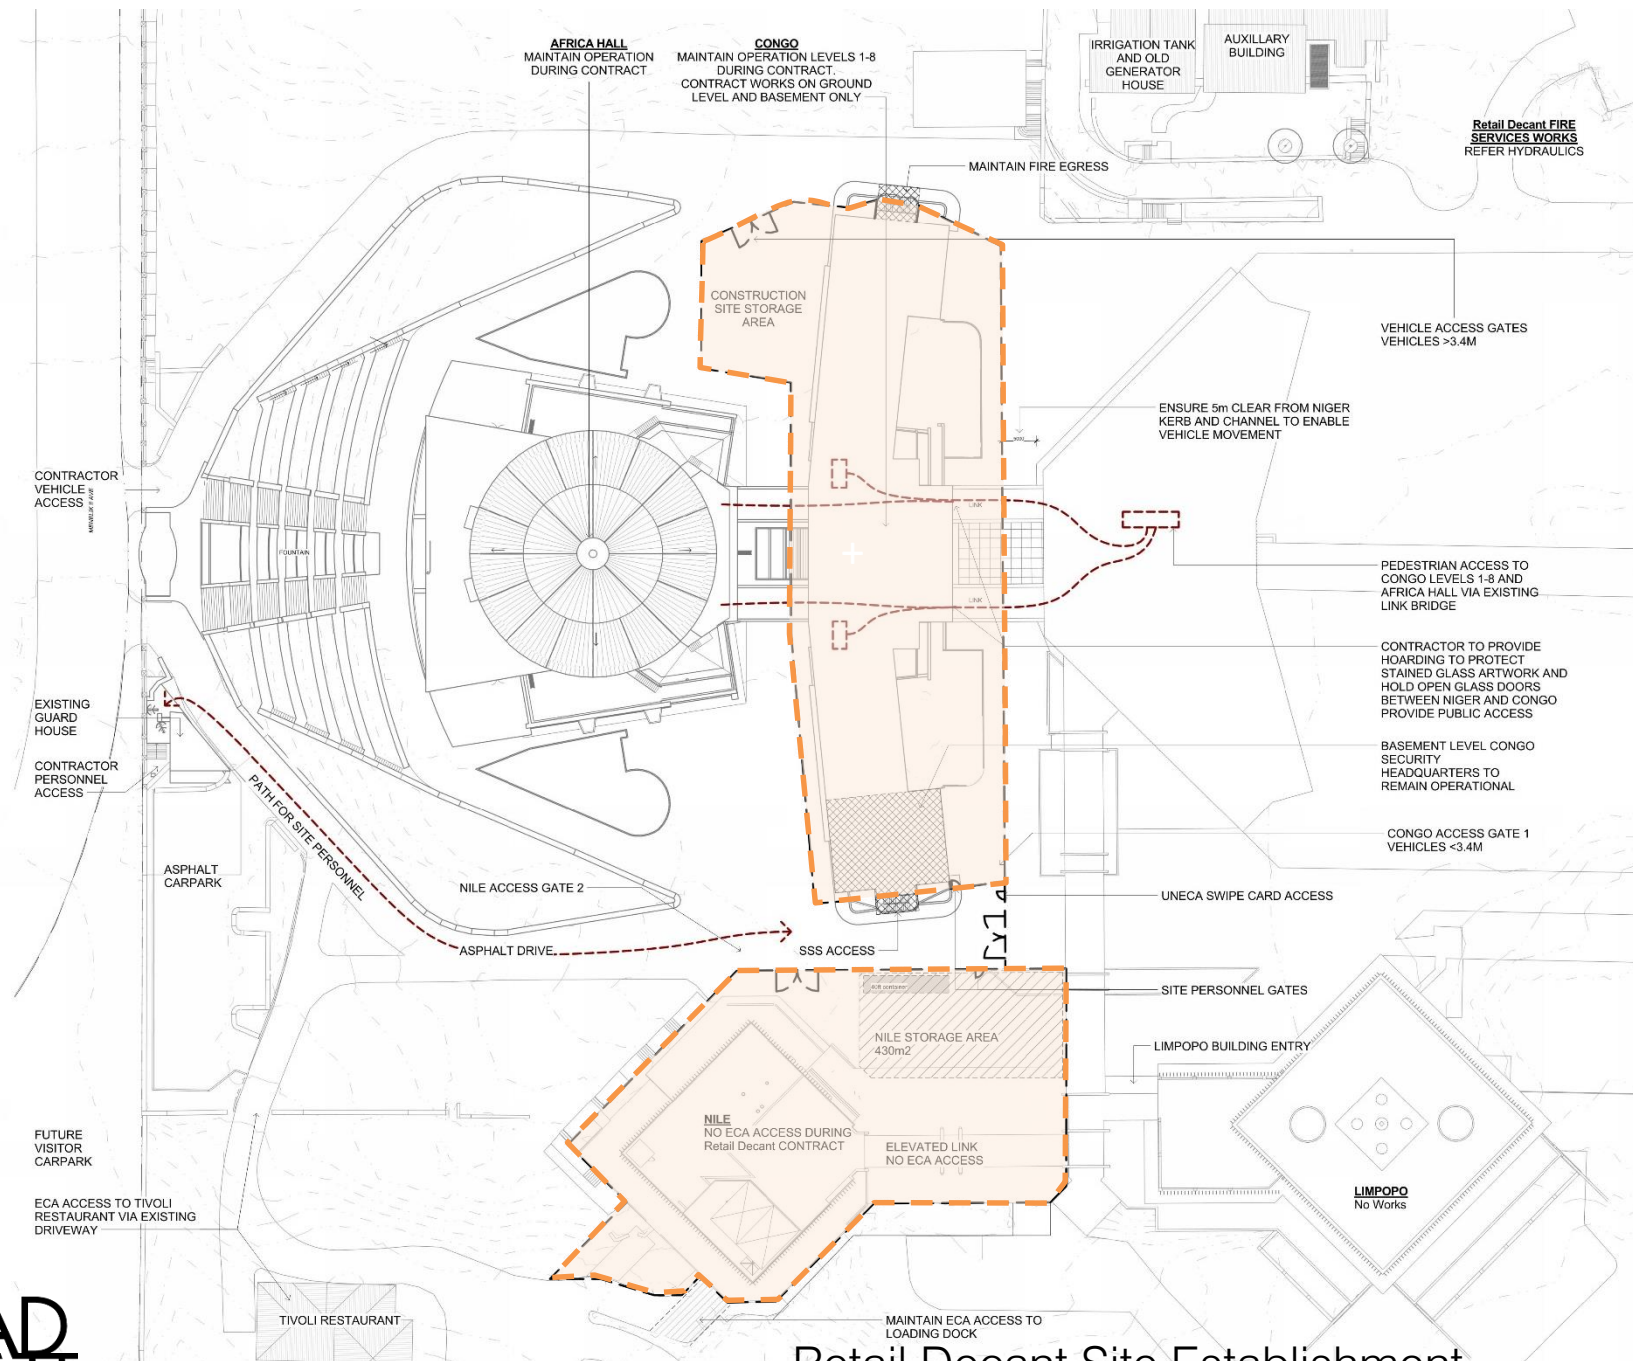 AFRICA HALL
MAINTAIN OPERATION
DURING CONTRACT
CONGO
MAINTAIN OPERATION LEVELS 1-8
DURING CONTRACT.
CONTRACT WORKS ON GROUND
LEVEL AND BASEMENT ONLY
IRRIGATION TANK
AND OLD
GENERATOR
HOUSE
AUXILLARY
BUILDING
Retail Decant FIRE
SERVICES WORKS
REFER HYDRAULICS
MAINTAIN FIRE EGRESS
CONSTRUCTION
SITE STORAGE
AREA
VEHICLE ACCESS GATES
VEHICLES >3.4M
ENSURE 5m CLEAR FROM NIGER
KERB AND CHANNEL TO ENABLE
VEHICLE MOVEMENT
CONTRACTOR
VEHICLE
ACCESS
MENELIK II AVE
LINK
FOUNTAIN
PEDESTRIAN ACCESS TO
CONGO LEVELS 1-8 AND
AFRICA HALL VIA EXISTING
LINK BRIDGE
LINK
CONTRACTOR TO PROVIDE
HOARDING TO PROTECT
STAINED GLASS ARTWORK AND
HOLD OPEN GLASS DOORS
BETWEEN NIGER AND CONGO
PROVIDE PUBLIC ACCESS
EXISTING
GUARD
HOUSE
BASEMENT LEVEL CONGO
SECURITY
HEADQUARTERS TO
REMAIN OPERATIONAL
CONTRACTOR
PERSONNEL
ACCESS
PATH FOR SITE PERSONNEL
CONGO ACCESS GATE 1
VEHICLES <3.4M
ASPHALT
CARPARK
NILE ACCESS GATE 2
UNECA SWIPE CARD ACCESS
ASPHALT DRIVE
SSS ACCESS
40ft container
SITE PERSONNEL GATES
NILE STORAGE AREA
430m2
LIMPOPO BUILDING ENTRY
NILE
NO ECA ACCESS DURING
Retail Decant CONTRACT
ELEVATED LINK
NO ECA ACCESS
FUTURE
VISITOR
CARPARK
LIMPOPO
No Works
ECA ACCESS TO TIVOLI
RESTAURANT VIA EXISTING
DRIVEWAY
TIVOLI RESTAURANT
MAINTAIN ECA ACCESS TO
LOADING DOCK
Retail Decant Site Establishment